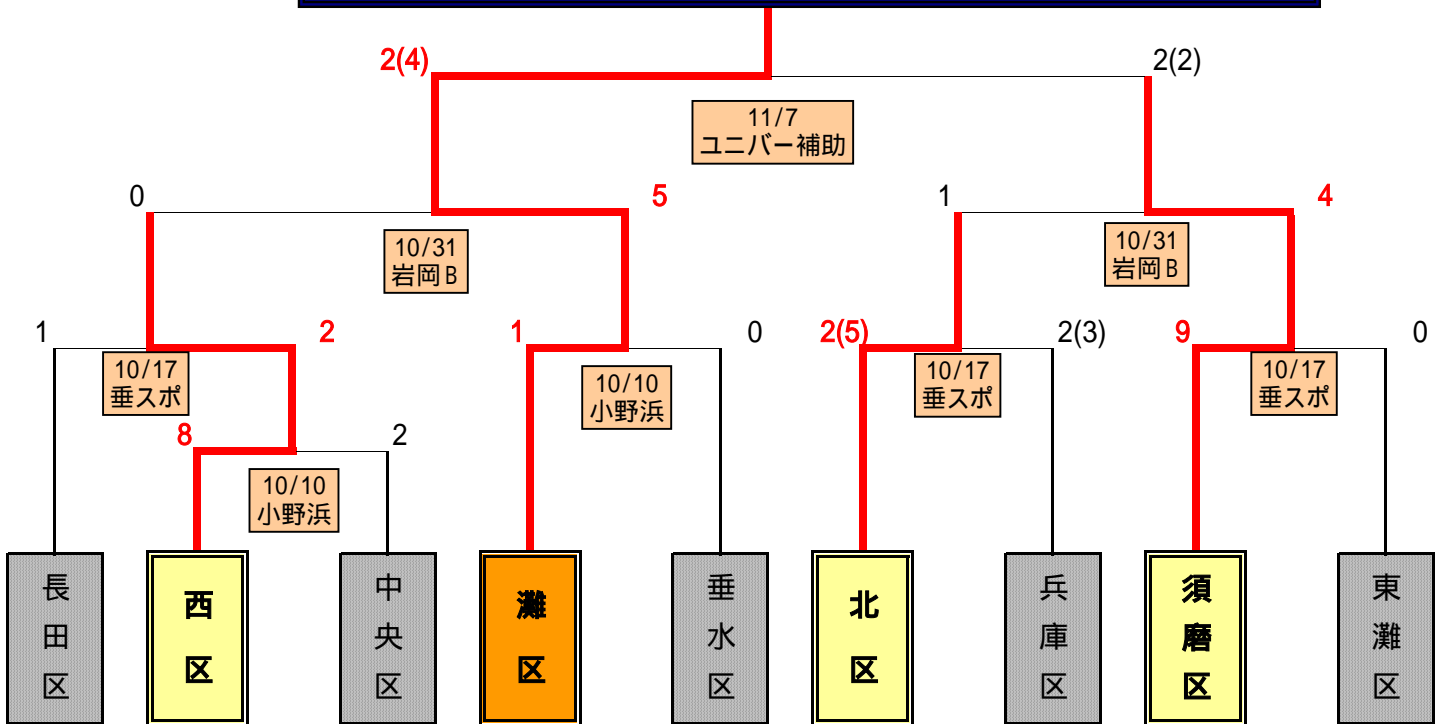 2(4)
2(2)
11/7
ユニバー補助
0
5
1
4
10/31
岩岡B
10/31
岩岡B
1
2
1
0
2(5)
2(3)
9
0
10/17
垂スポ
10/10
小野浜
10/17
垂スポ
10/17
垂スポ
8
2
10/10
小野浜
長田区
西区
中央区
灘区
垂水区
北区
兵庫区
須磨区
東灘区